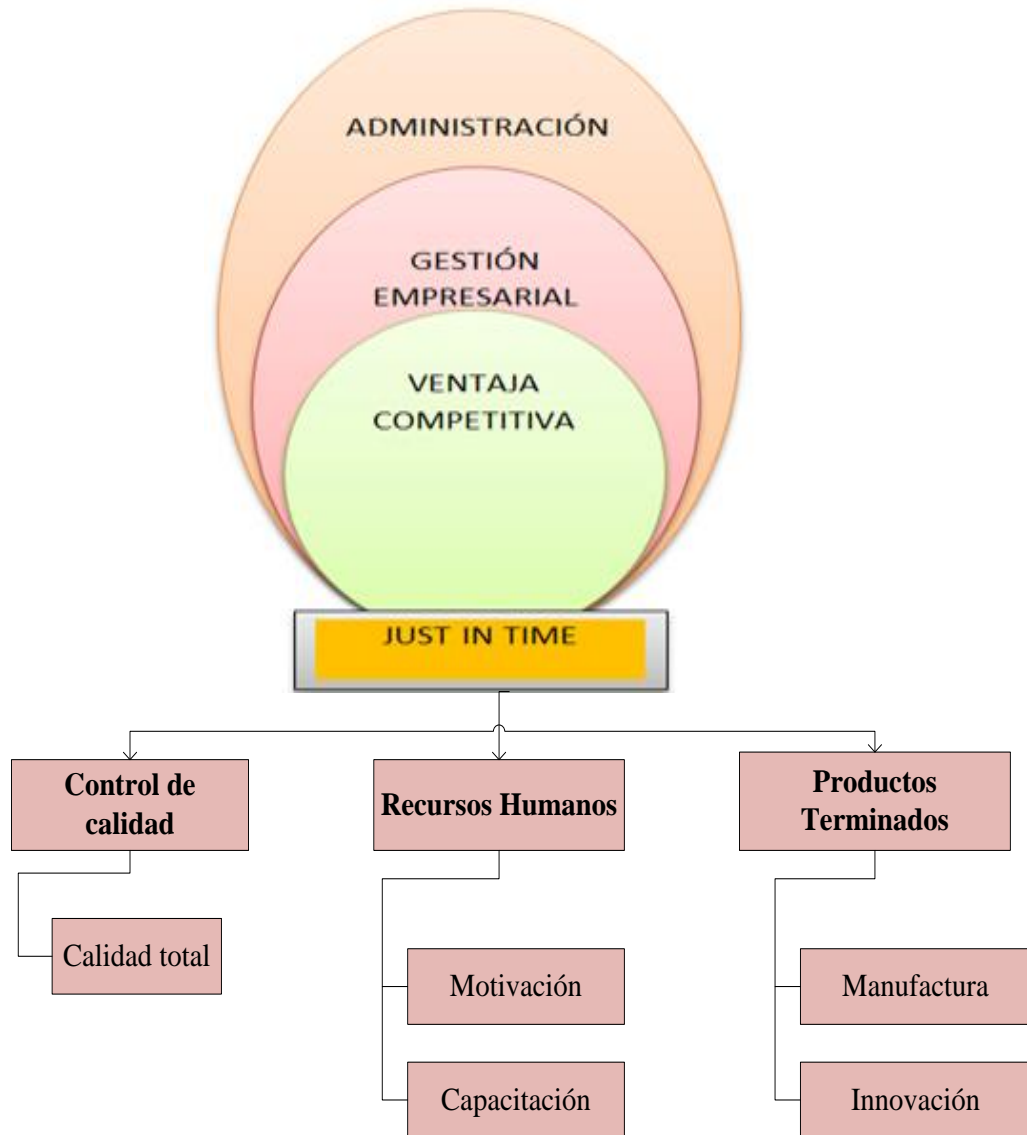 ADMINISTRACIÓN
GESTIÓN
EMPRESARIAL
VENTAJA
COMPETITIVA
JUST IN TIME
Control de
calidad
Calidad total
Recursos Humanos
Motivación
Capacitación
Productos
Terminados
Manufactura
Innovación